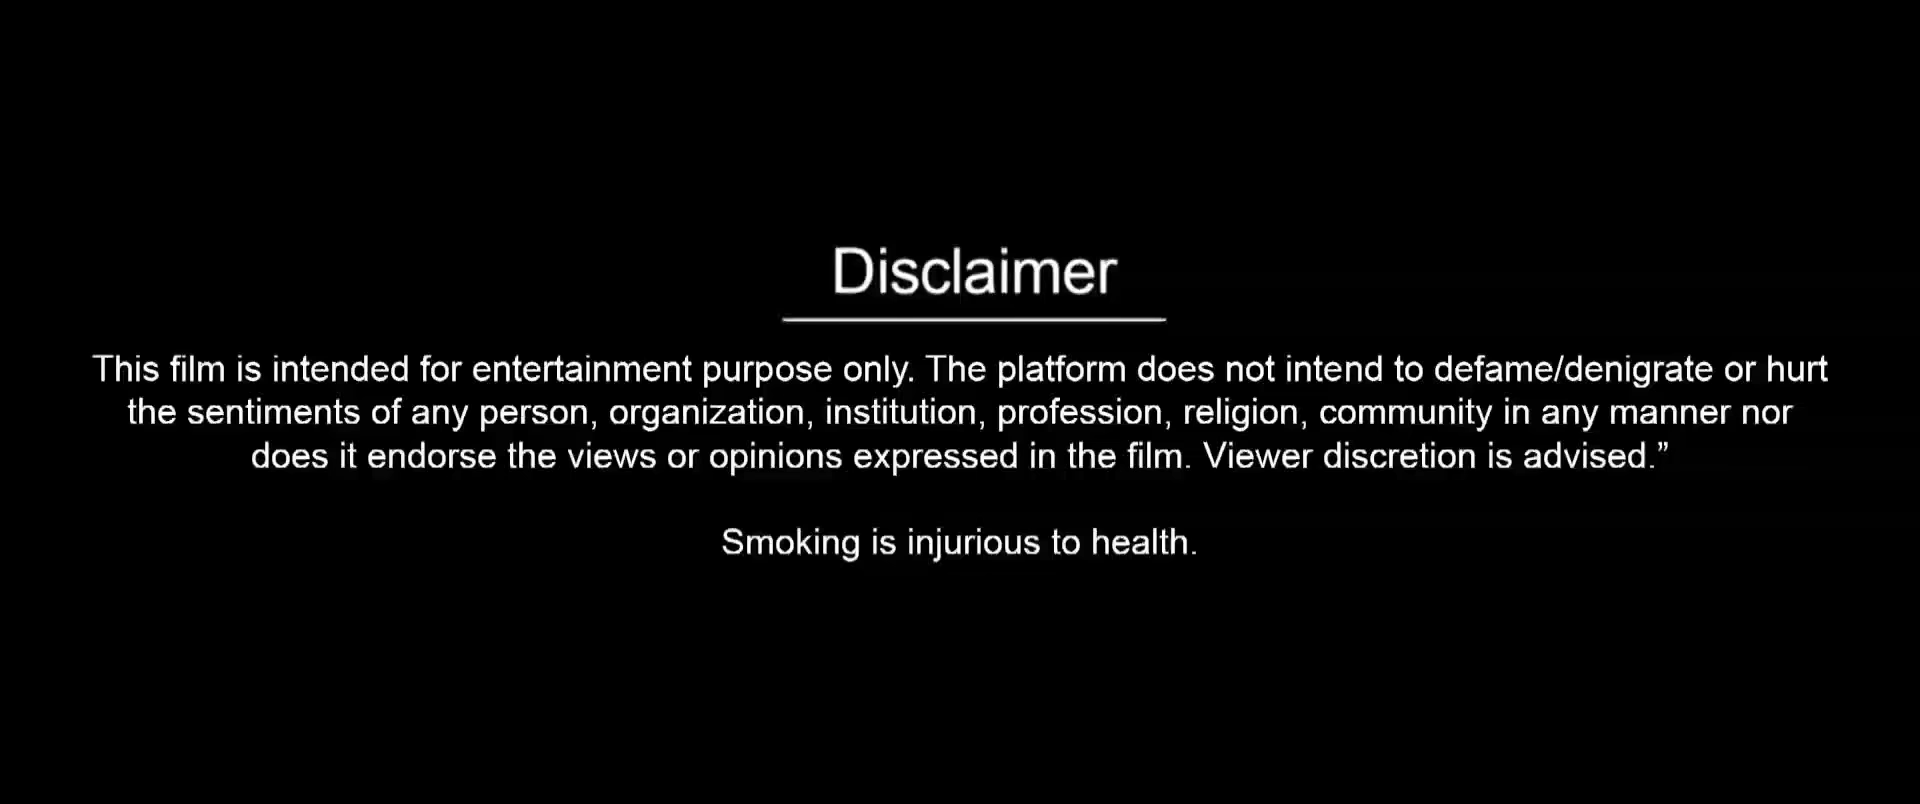 Disclaimer
This film is intended for entertainment purpose only. The platform does not intend to defame/denigrate or hurt
the sentiments of any person, organization, institution, profession, religion, community in any manner nor
does it endorse the views or opinions expressed in the film. Viewer discretion is advised.”
Smoking is injurious to health.